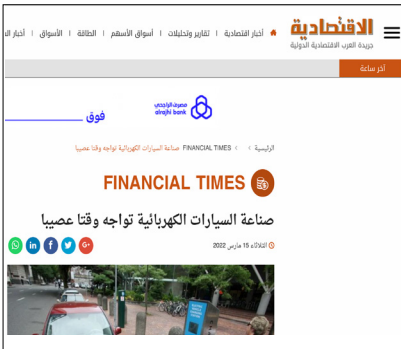 الاقتصادية
جريدة العرب الاقتصادية الدولية
أخبار اقتصادية | تقارير وتحليلات | أسواق الأسهم | الطاقة | الأسواق | أخبار
آخر ساعة
مصرف الراجحي
alrajhi bank
فوق
الرئيسية > FINANCIAL TIMES > صناعة السيارات الكهربائية تواجه وقتا عصيبا
FINANCIAL TIMES
صناعة السيارات الكهربائية تواجه وقتا عصيبا
الثلاثاء 15 مارس 2022
G+
f
in